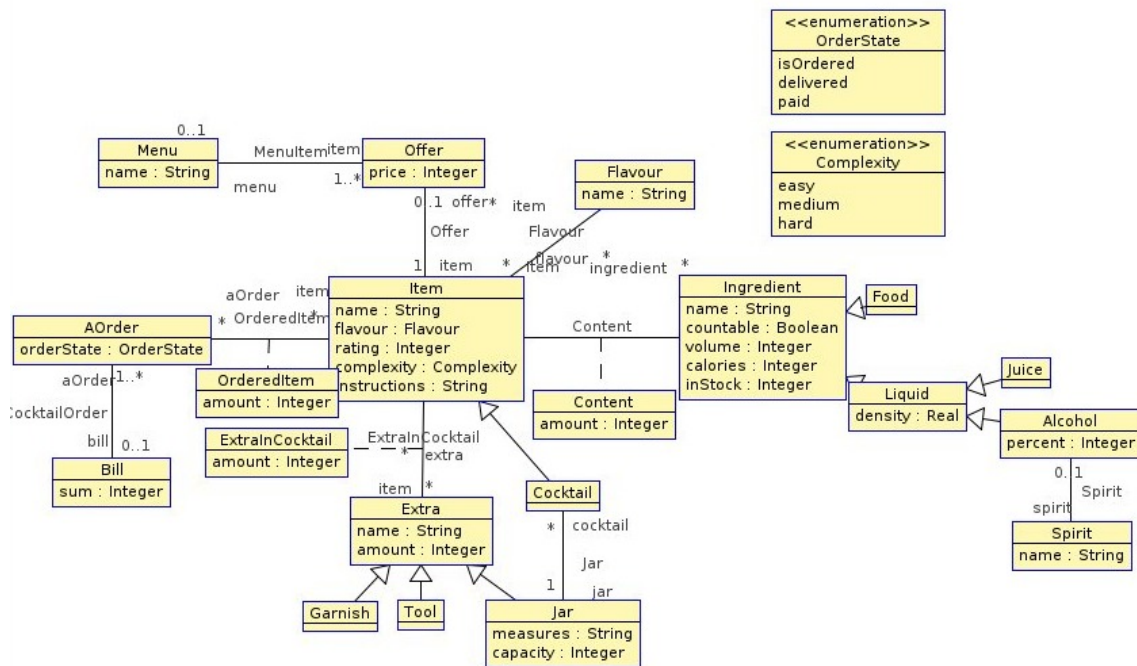 <<enumeration>>
OrderState
isOrdered
delivered
paid
<<enumeration>>
Complexity
easy
medium
hard
0..1
Menu
name : String
MenuItem
menu
item
1..*
Offer
price : Integer
0..1 offer
Offer
1
item
Flavour
name : String
* item
Flavour
flavour *
* item
ingredient *
Item
name : String
flavour : Flavour
rating : Integer
complexity : Complexity
instructions : String
Content
Content
amount : Integer
Ingredient
name : String
countable : Boolean
volume : Integer
calories : Integer
inStock : Integer
Food
Liquid
density : Real
Juice
Alcohol
percent : Integer
0..1
Spirit
spirit
Spirit
name : String
aOrder
item
* OrderedItem *
AOrder
orderState : OrderState
aOrder
1..*
CocktailOrder
bill
0..1
Bill
sum : Integer
OrderedItem
amount : Integer
ExtraInCocktail
amount : Integer
ExtraInCocktail
* extra
item *
Extra
name : String
amount : Integer
Garnish
Tool
Cocktail
* cocktail
Jar
1
jar
Jar
measures : String
capacity : Integer